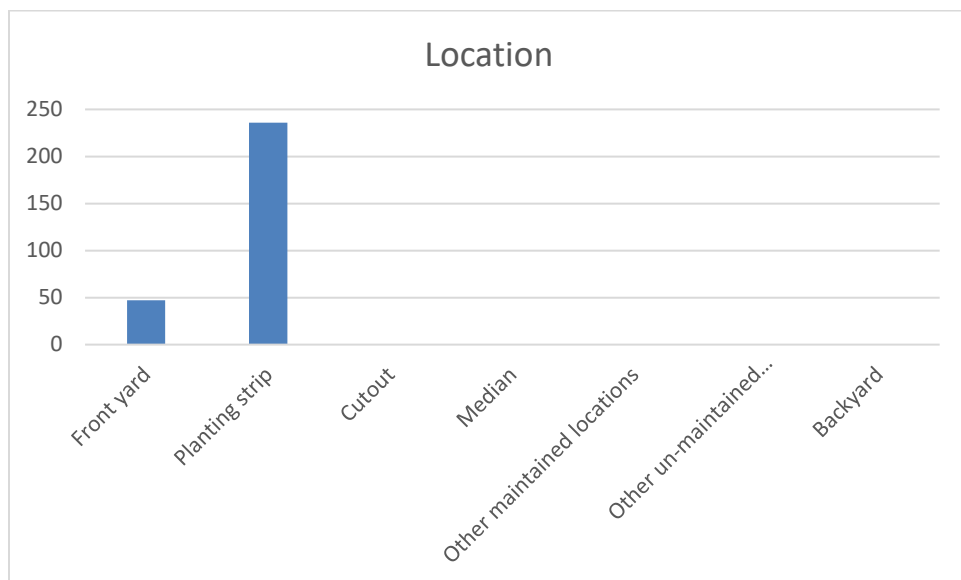 Location
250
200
150
100
50
0
Front yard
Planting strip
Cutout
Median
Other maintained locations
Other un-maintained…
Backyard